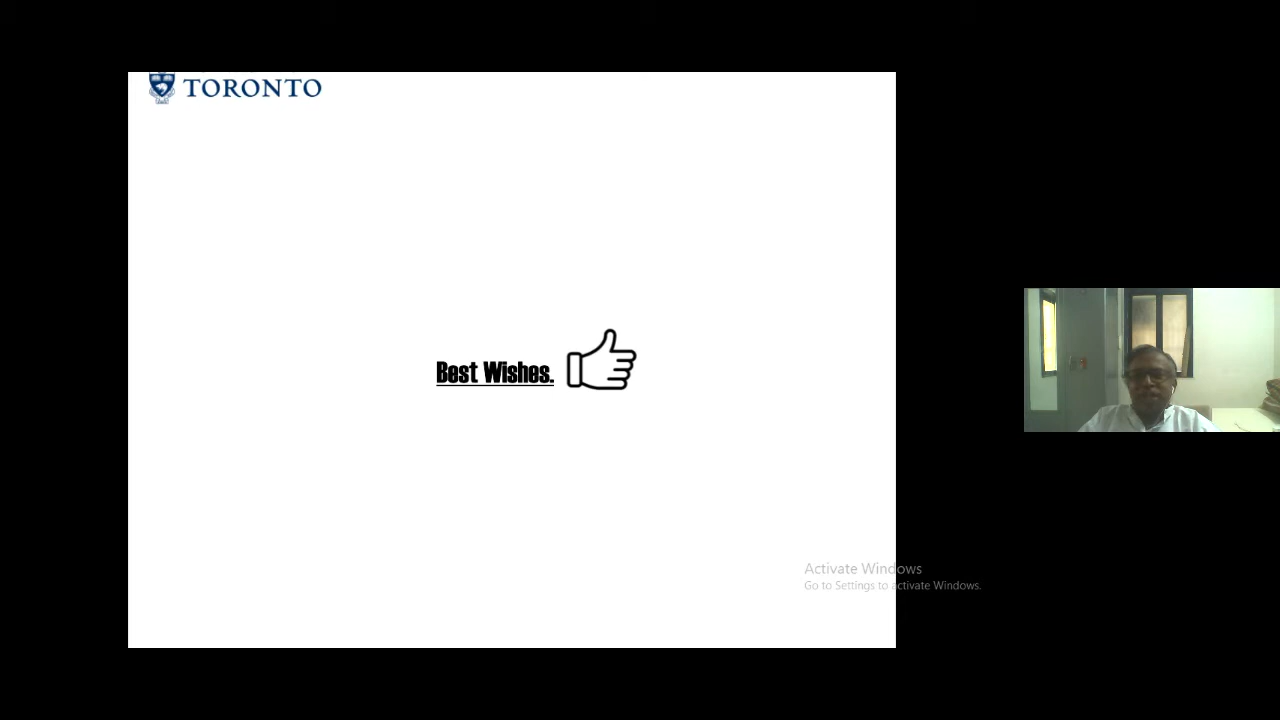 TORONTO
Best Wishes.
Activate Windows
Go to Settings to activate Windows.